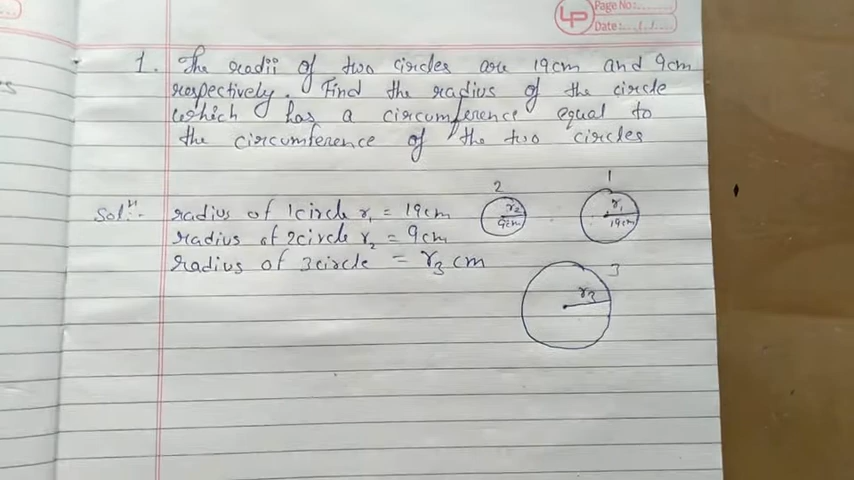 LP
Page No:
Date: / /
1. The radii of two circles are 19cm and 9cm
respectively. Find the radius of the circle
which has a circumference equal to
the circumference of the two circles
Solⁿ:-
radius of 1circle r₁ = 19cm
radius of 2circle r₂ = 9cm
radius of 3circle = r₃ cm
2
r₂
9cm
1
r₁
19cm
3
r₃